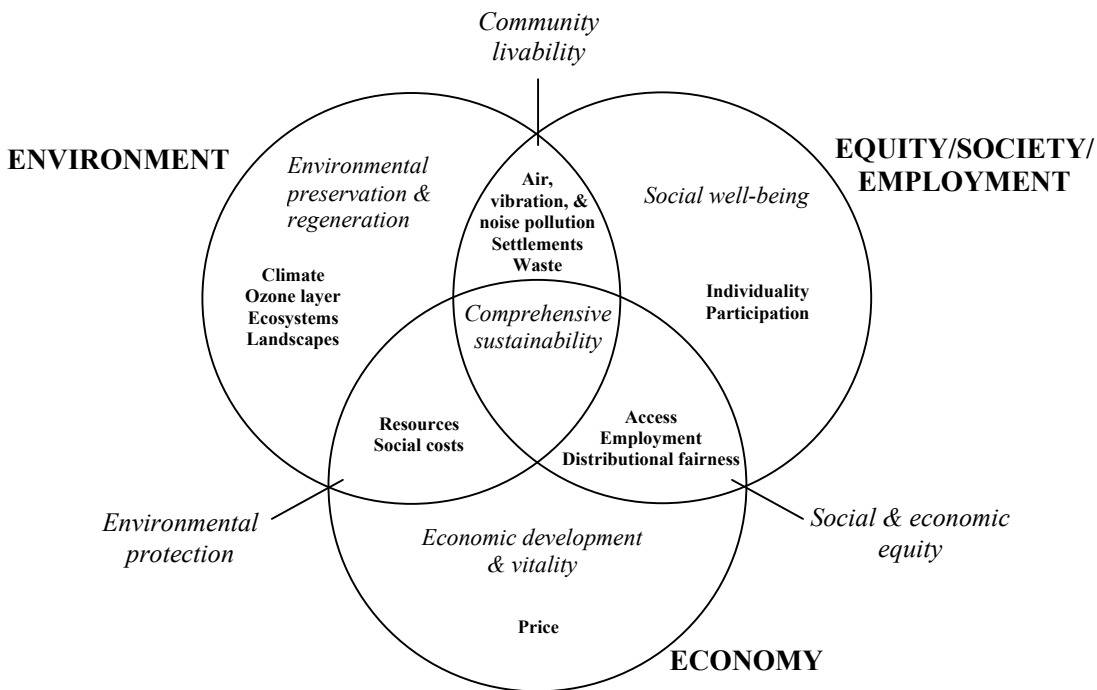 Community
livability
ENVIRONMENT
EQUITY/SOCIETY/
EMPLOYMENT
Environmental
preservation &
regeneration
Air,
vibration, &
noise pollution
Settlements
Waste
Social well-being
Climate
Ozone layer
Ecosystems
Landscapes
Individuality
Participation
Comprehensive
sustainability
Resources
Social costs
Access
Employment
Distributional fairness
Environmental
protection
Social & economic
equity
Economic development
& vitality
Price
ECONOMY